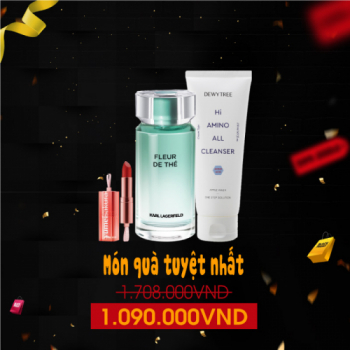 DEWYTREE
Hi
AMINO
ALL
CLEANSER
FLEUR
DE THÉ
KARL LAGERFELD
Món quà tuyệt nhất
1.708.000VND
1.090.000VND